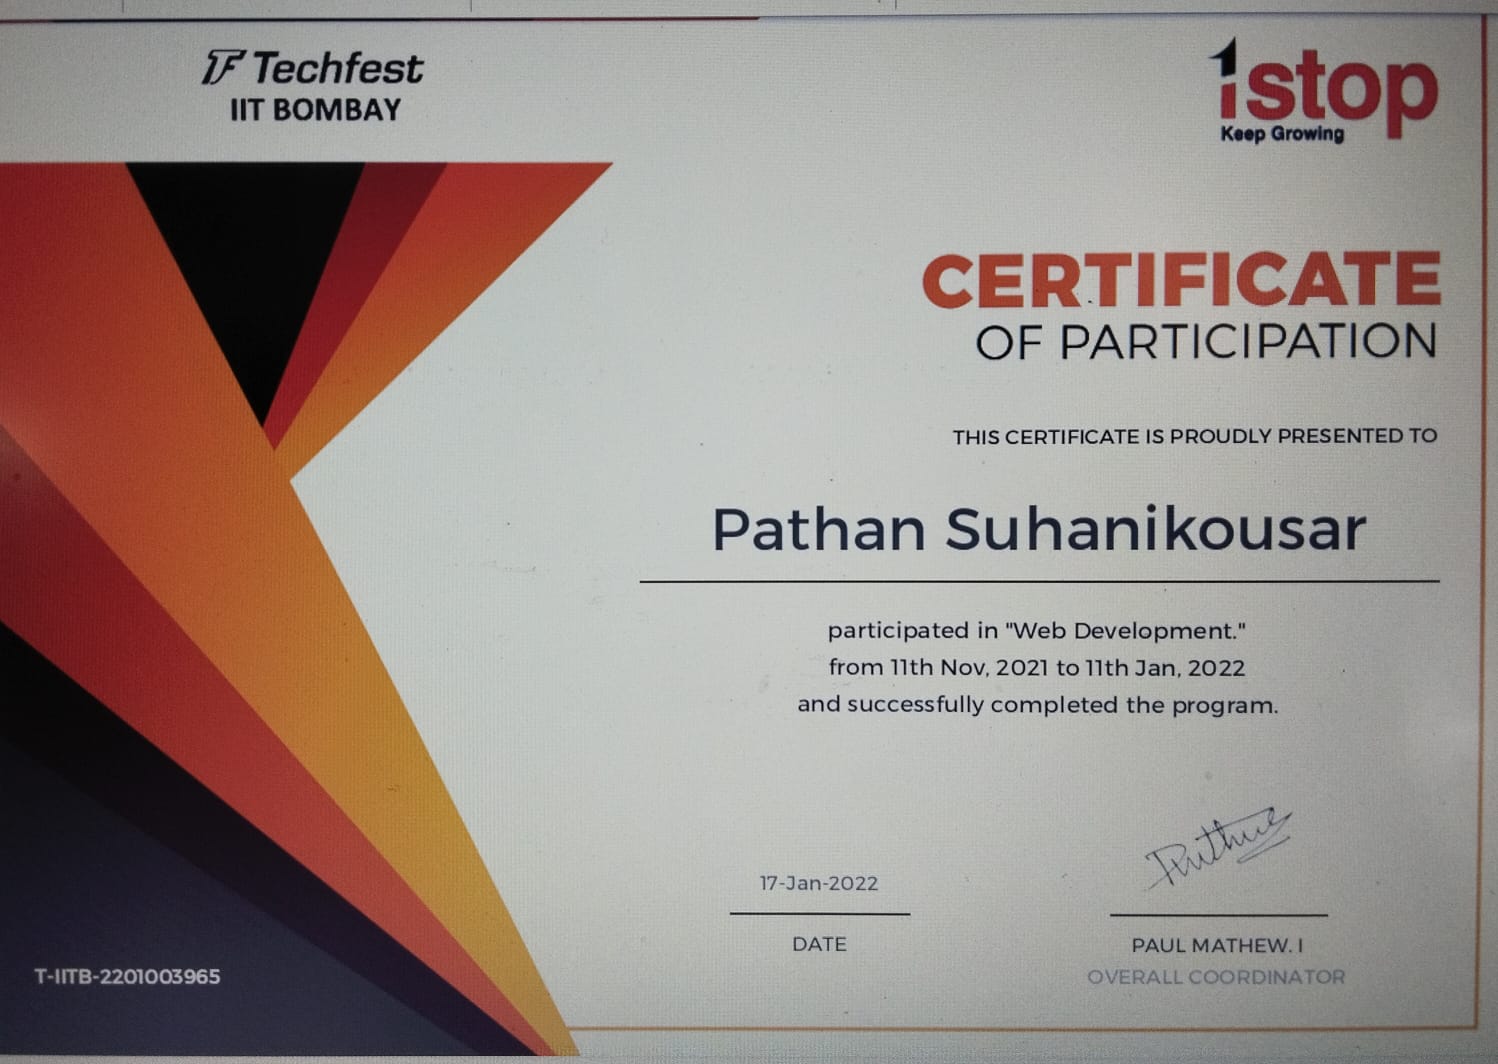 TF Techfest
IIT BOMBAY
1stop
Keep Growing
CERTIFICATE
OF PARTICIPATION
THIS CERTIFICATE IS PROUDLY PRESENTED TO
Pathan Suhanikousar
participated in "Web Development."
from 11th Nov, 2021 to 11th Jan, 2022
and successfully completed the program.
17-Jan-2022
DATE
PAUL MATHEW. I
OVERALL COORDINATOR
T-IITB-2201003965